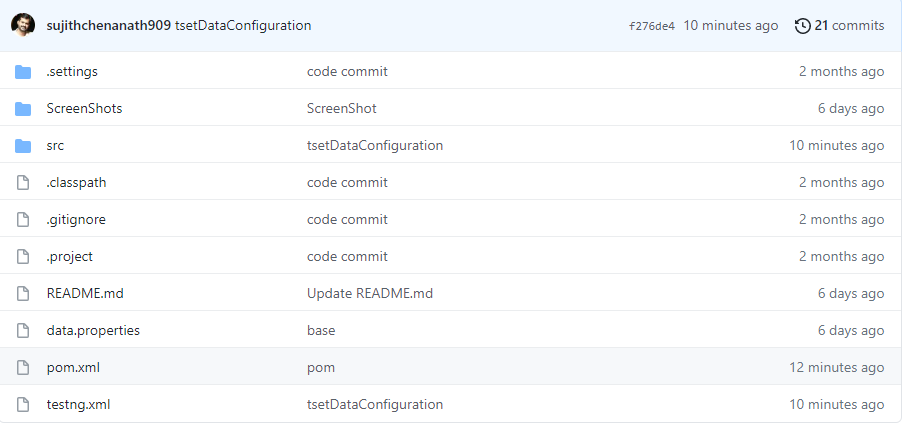 sujithchenanath909 tsetDataConfiguration f276de4 10 minutes ago 21 commits
.settings code commit 2 months ago
ScreenShots ScreenShot 6 days ago
src tsetDataConfiguration 10 minutes ago
.classpath code commit 2 months ago
.gitignore code commit 2 months ago
.project code commit 2 months ago
README.md Update README.md 6 days ago
data.properties base 6 days ago
pom.xml pom 12 minutes ago
testng.xml tsetDataConfiguration 10 minutes ago